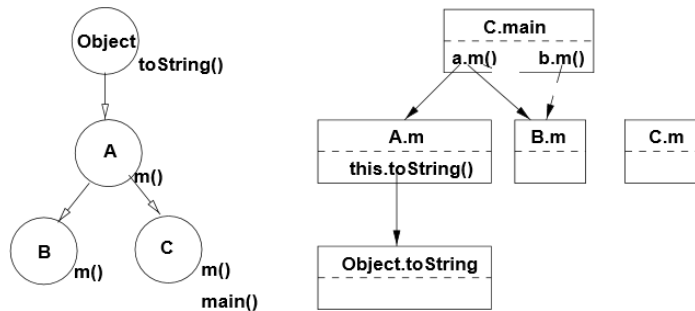 Object
toString()
A
m()
B
m()
C
m()
main()
C.main
a.m() b.m()
A.m
this.toString()
B.m
C.m
Object.toString